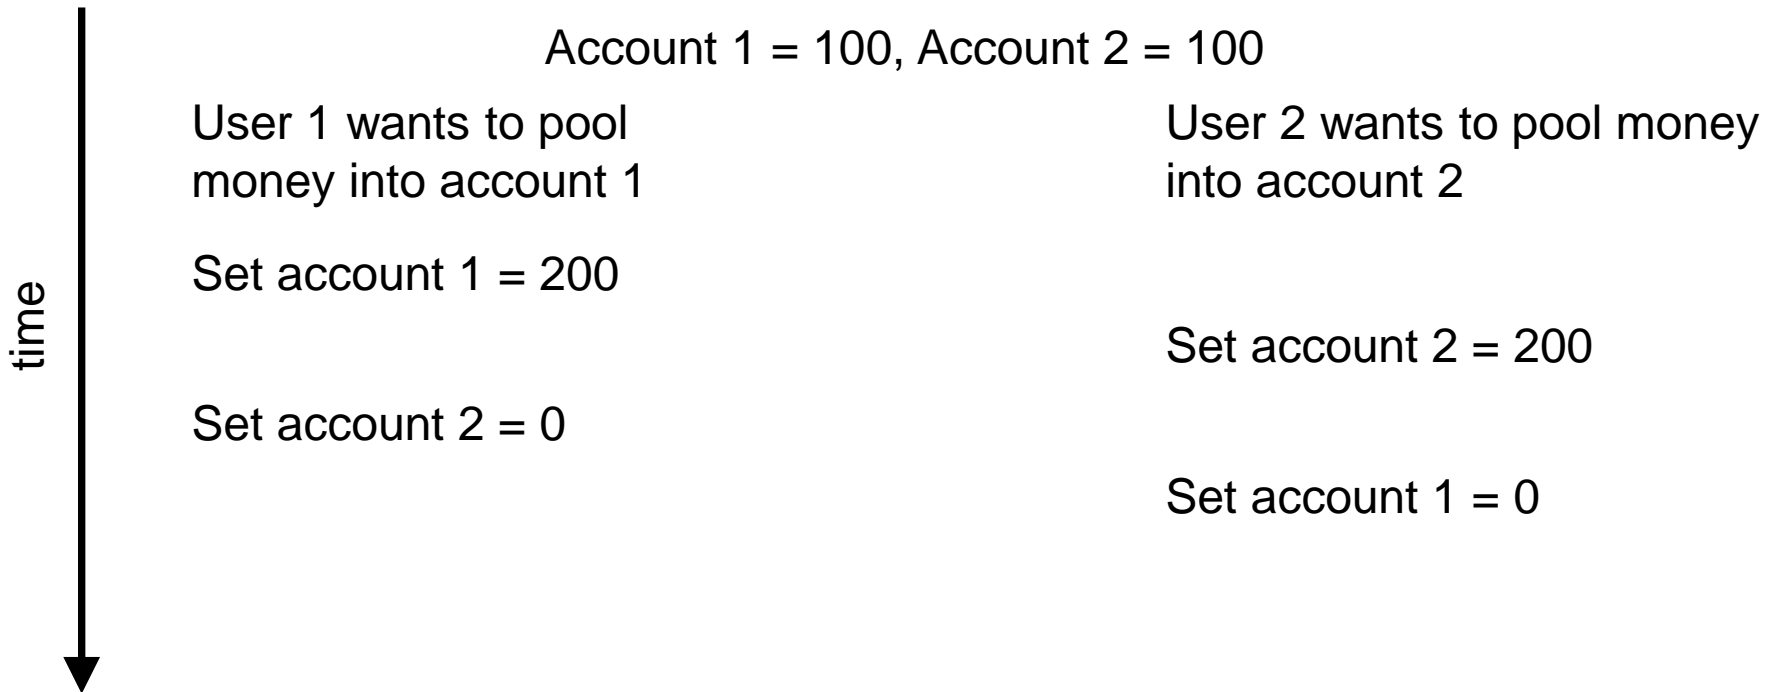 Account 1 = 100, Account 2 = 100
User 1 wants to pool
money into account 1
User 2 wants to pool money
into account 2
Set account 1 = 200
time
Set account 2 = 200
Set account 2 = 0
Set account 1 = 0